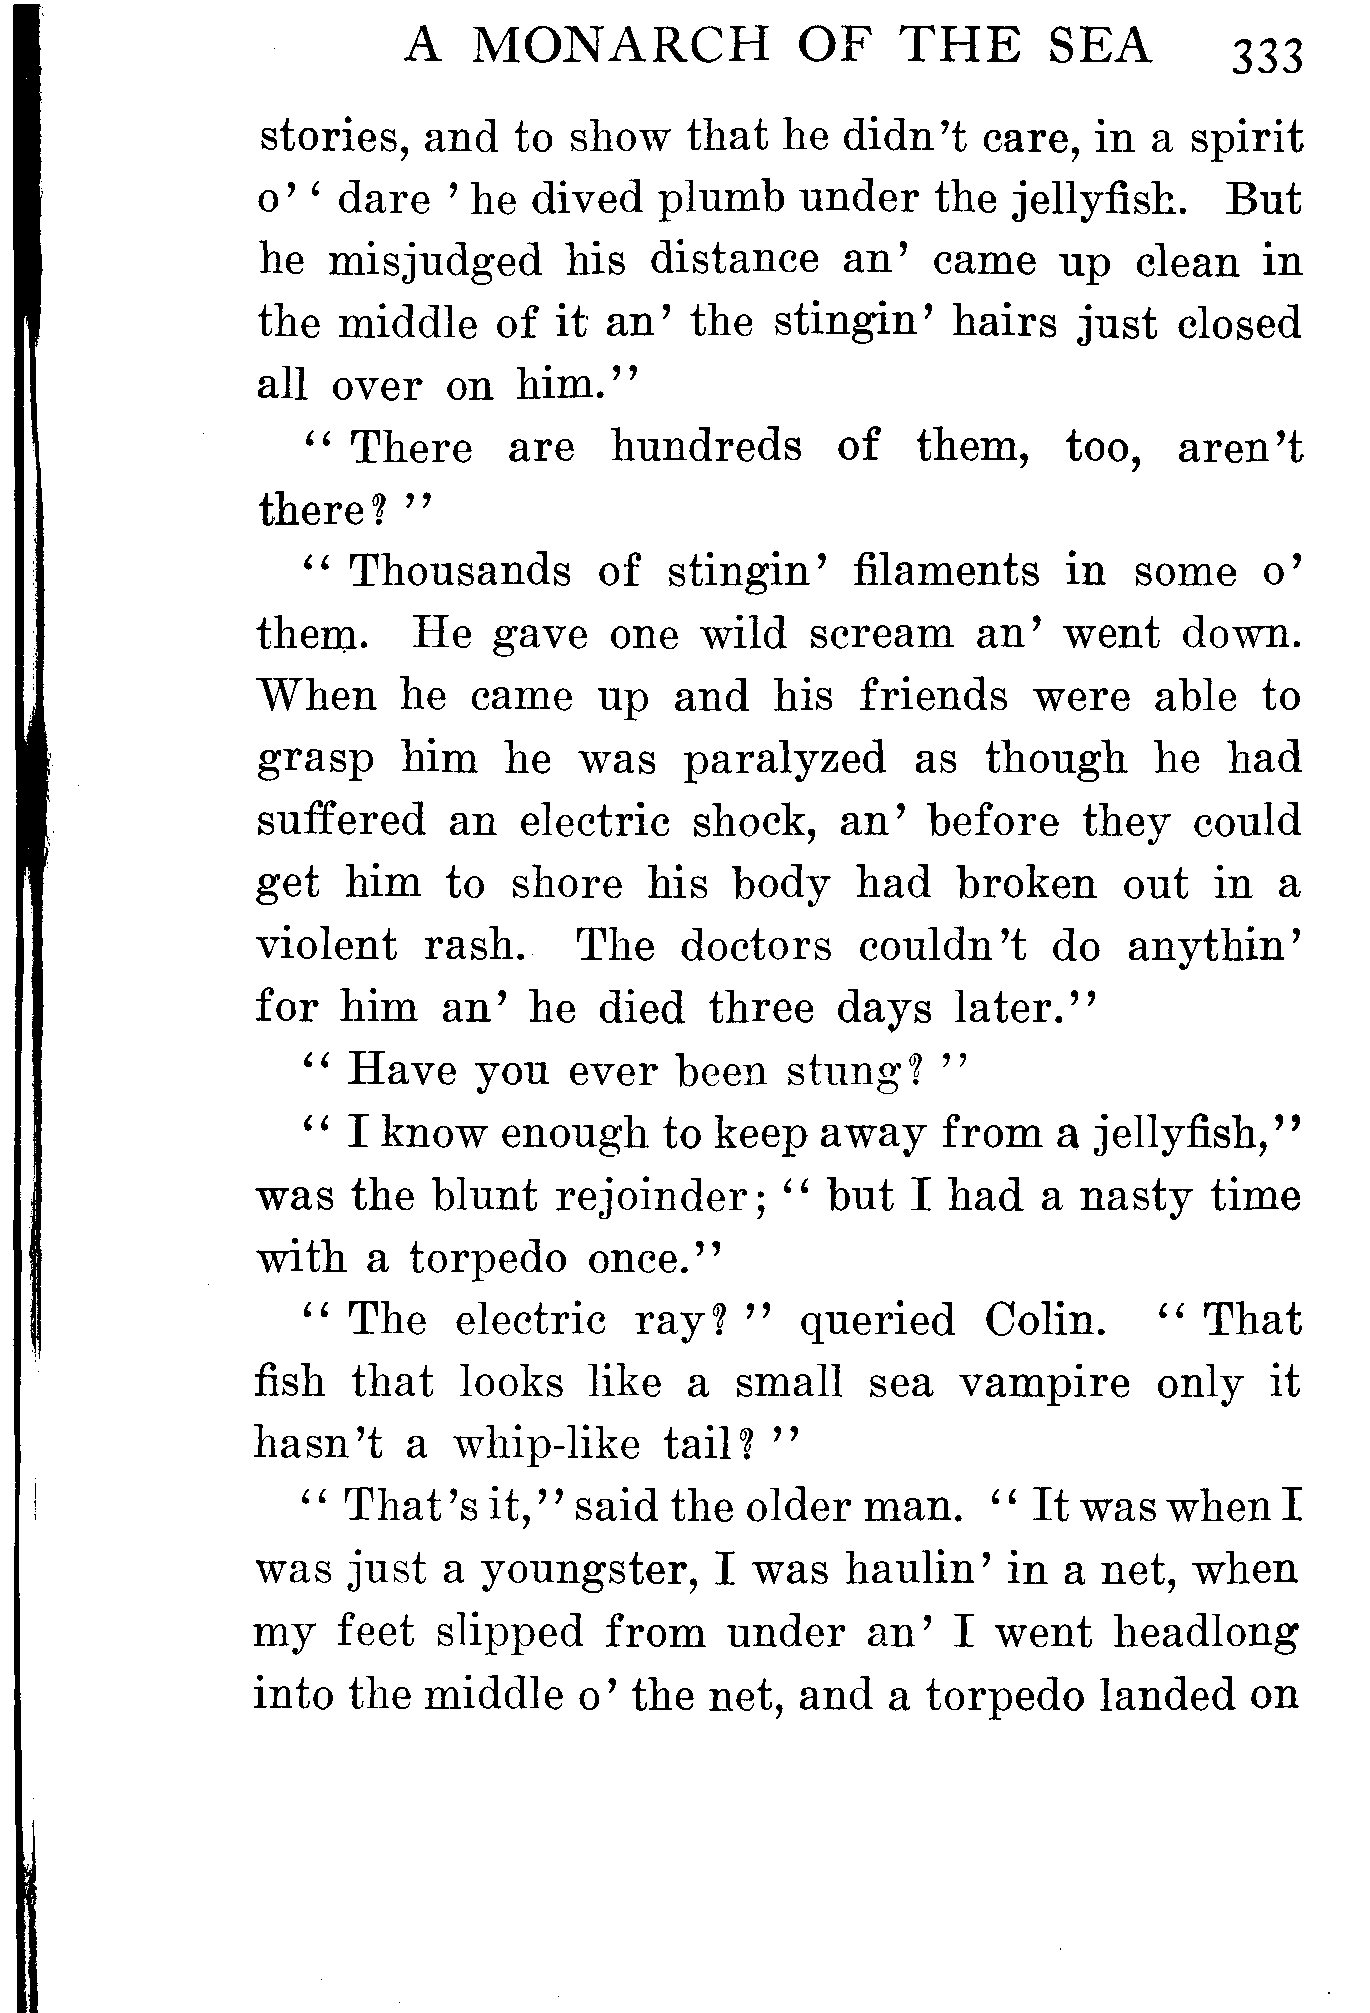 A MONARCH OF THE SEA 333
stories, and to show that he didn't care, in a spirit
o' ' dare ' he dived plumb under the jellyfish. But
he misjudged his distance an' came up clean in
the middle of it an' the stingin' hairs just closed
all over on him."
" There are hundreds of them, too, aren't
there? "
" Thousands of stingin' filaments in some o'
them. He gave one wild scream an' went down.
When he came up and his friends were able to
grasp him he was paralyzed as though he had
suffered an electric shock, an' before they could
get him to shore his body had broken out in a
violent rash. The doctors couldn't do anythin'
for him an' he died three days later."
" Have you ever been stung? "
" I know enough to keep away from a jellyfish,"
was the blunt rejoinder; " but I had a nasty time
with a torpedo once."
" The electric ray? " queried Colin. " That
fish that looks like a small sea vampire only it
hasn't a whip-like tail? "
" That's it," said the older man. " It was when I
was just a youngster, I was haulin' in a net, when
my feet slipped from under an' I went headlong
into the middle o' the net, and a torpedo landed on